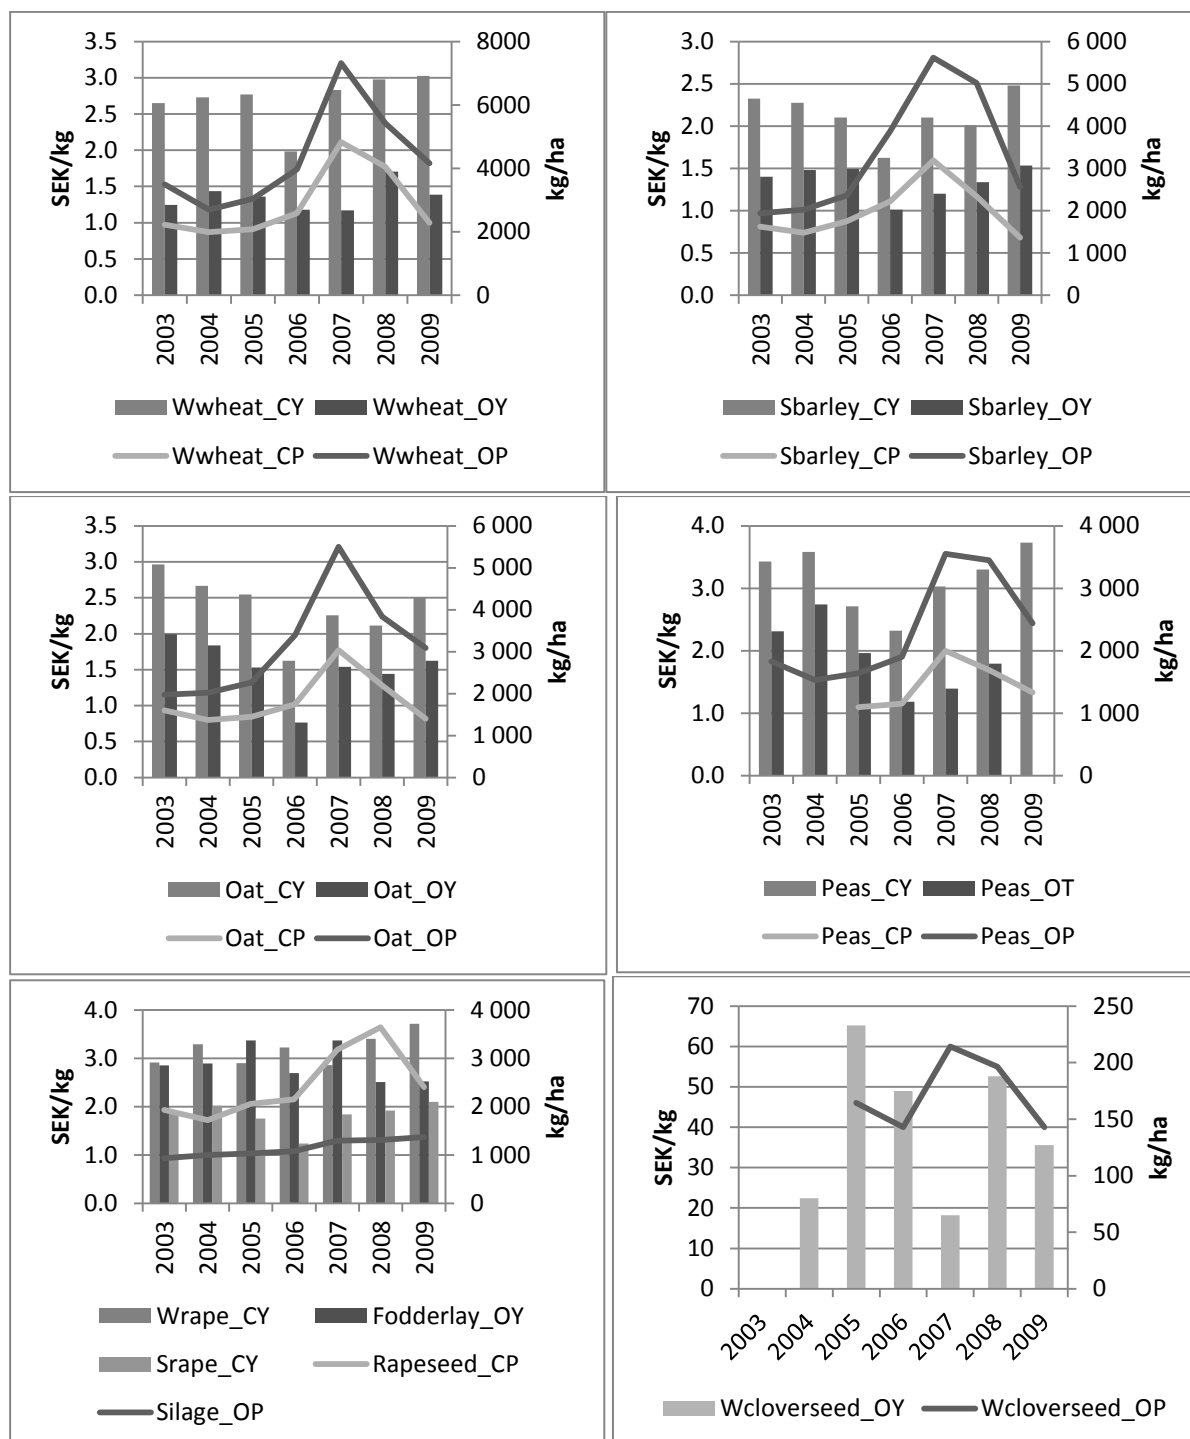 3.5
3.0
2.5
2.0
1.5
1.0
0.5
0.0
SEK/kg
8000
6000
4000
2000
0
kg/ha
2003 2004 2005 2006 2007 2008 2009
Wwheat_CY Wwheat_OY
Wwheat_CP Wwheat_OP
3.0
2.5
2.0
1.5
1.0
0.5
0.0
SEK/kg
6 000
5 000
4 000
3 000
2 000
1 000
0
kg/ha
2003 2004 2005 2006 2007 2008 2009
Sbarley_CY Sbarley_OY
Sbarley_CP Sbarley_OP
3.5
3.0
2.5
2.0
1.5
1.0
0.5
0.0
SEK/kg
6 000
5 000
4 000
3 000
2 000
1 000
0
kg/ha
2003 2004 2005 2006 2007 2008 2009
Oat_CY Oat_OY
Oat_CP Oat_OP
4.0
3.0
2.0
1.0
0.0
SEK/kg
4 000
3 000
2 000
1 000
0
kg/ha
2003 2004 2005 2006 2007 2008 2009
Peas_CY Peas_OT
Peas_CP Peas_OP
4.0
3.0
2.0
1.0
0.0
SEK/kg
4 000
3 000
2 000
1 000
0
kg/ha
2003 2004 2005 2006 2007 2008 2009
Wrape_CY Fodderlay_OY
Srape_CY Rapeseed_CP
Silage_OP
70
60
50
40
30
20
10
0
SEK/kg
250
200
150
100
50
0
kg/ha
2003 2004 2005 2006 2007 2008 2009
Wcloverseed_OY Wcloverseed_OP